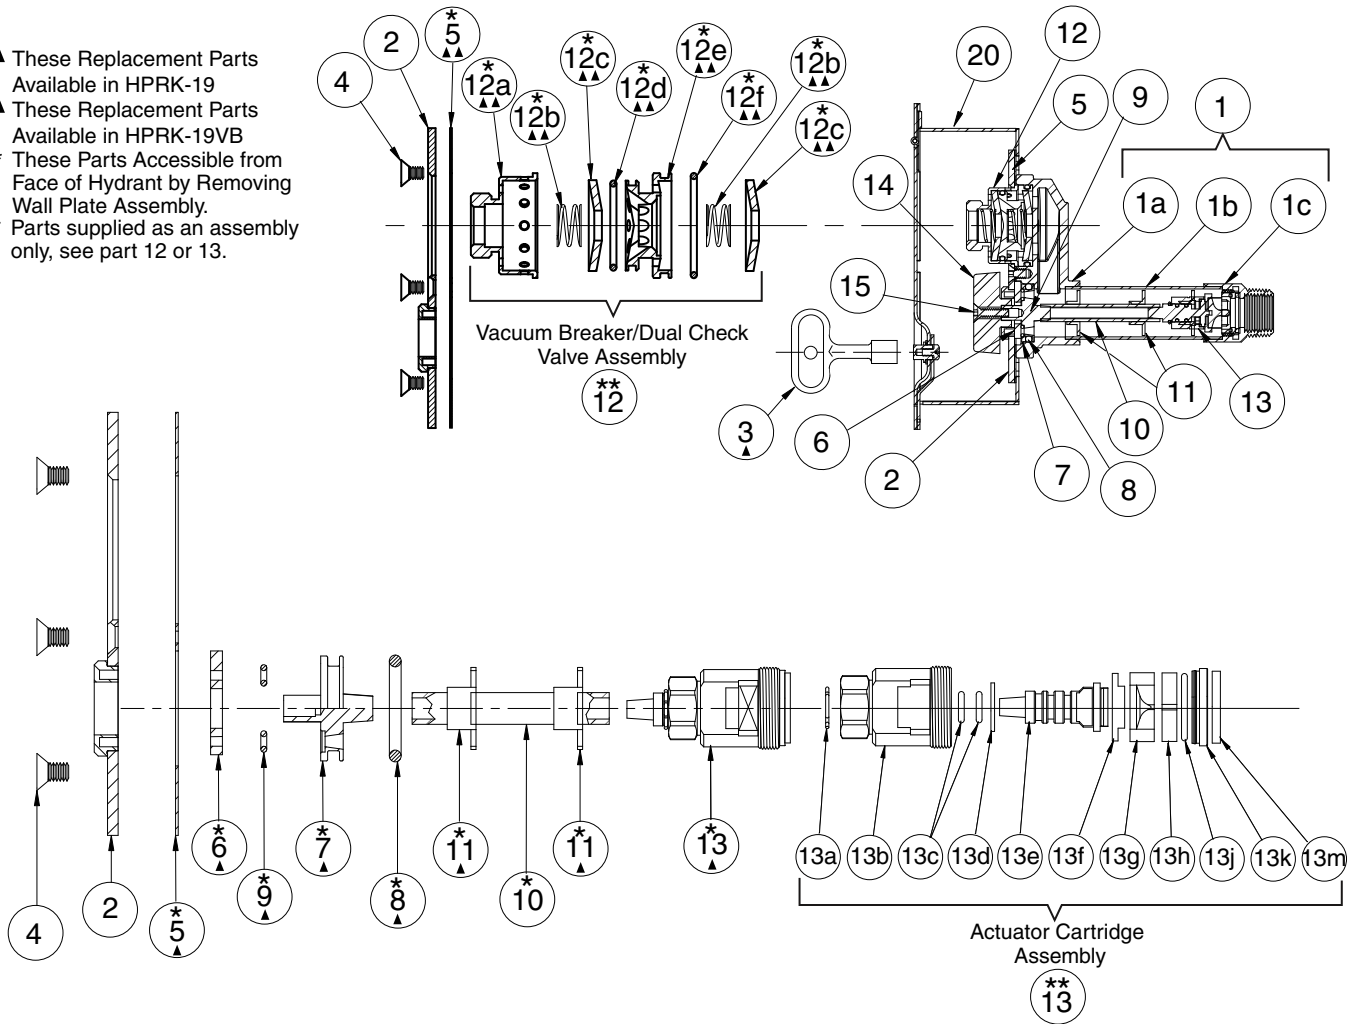 ▲ These Replacement Parts
Available in HPRK-19
▲ These Replacement Parts
Available in HPRK-19VB
* These Parts Accessible from
Face of Hydrant by Removing
Wall Plate Assembly.
* Parts supplied as an assembly
only, see part 12 or 13.
4
2
*
5
▲▲
*
12a
▲▲
*
12b
▲▲
*
12c
▲▲
*
12d
▲▲
*
12e
▲▲
*
12f
▲▲
*
12b
▲▲
*
12c
▲▲
Vacuum Breaker/Dual Check
Valve Assembly
**
12
20
12
5
9
1
1a
1b
1c
14
15
3
▲
6
2
7
8
10
11
13
4
2
*
5
▲
*
6
▲
*
9
▲
*
7
▲
*
8
▲
*
11
▲
*
10
*
11
▲
*
13
▲
13a
13b
13c
13d
13e
13f
13g
13h
13j
13k
13m
Actuator Cartridge
Assembly
**
13